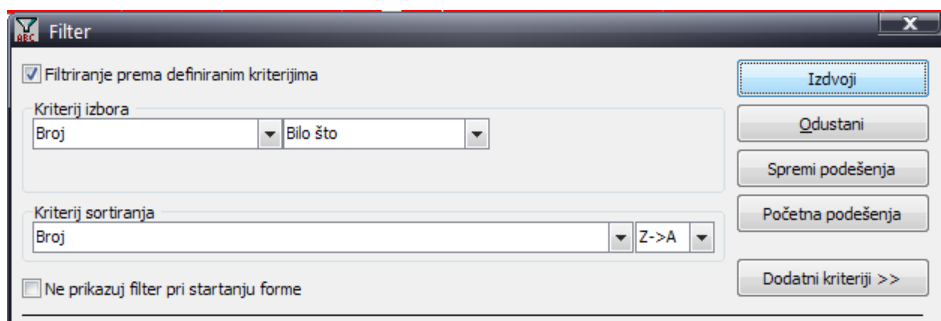 ABC Filter X
Filtriranje prema definiranim kriterijima
Izdvoji
Kriterij izbora
Broj Bilo što
Odustani
Spremi podešenja
Kriterij sortiranja
Broj Z->A
Početna podešenja
Ne prikazuj filter pri startanju forme
Dodatni kriteriji >>